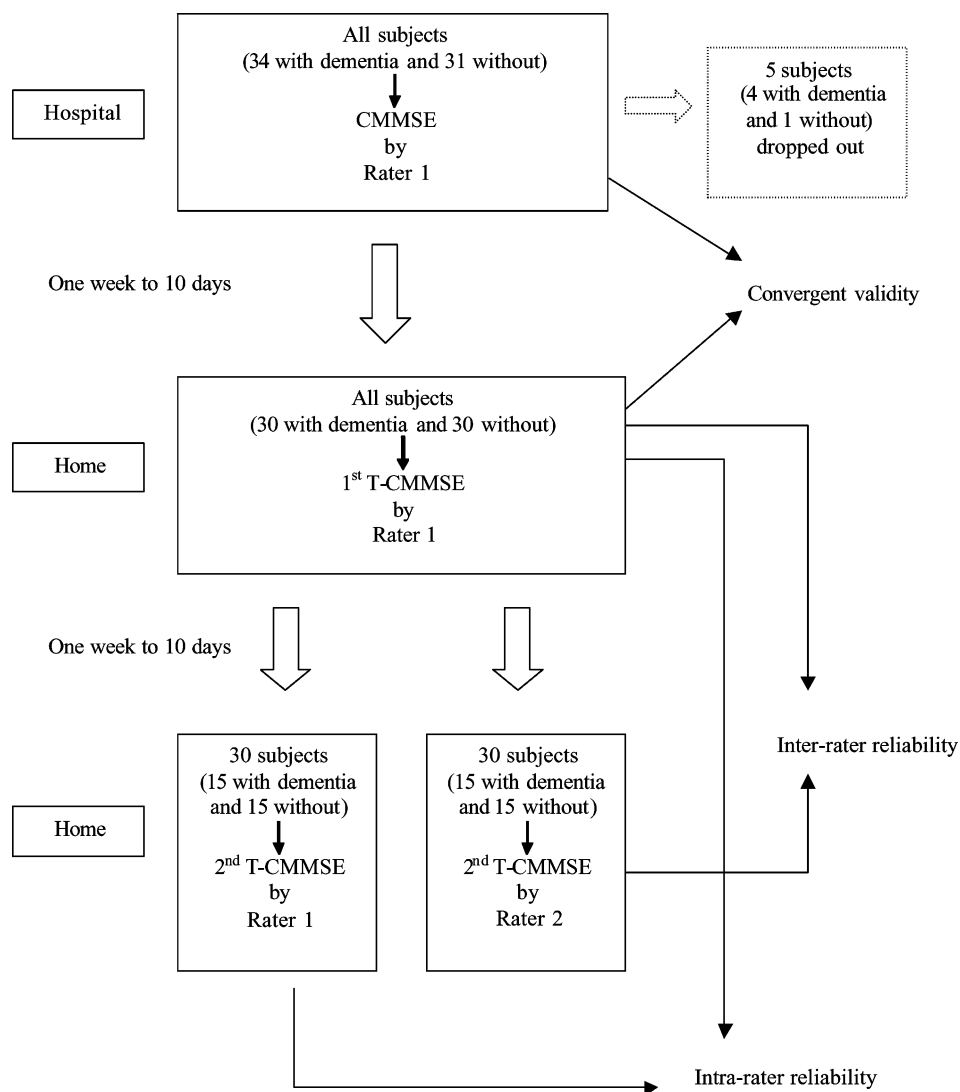 All subjects
(34 with dementia and 31 without)
CMMSE
by
Rater 1
5 subjects
(4 with dementia
and 1 without)
dropped out
Hospital
One week to 10 days
Convergent validity
All subjects
(30 with dementia and 30 without)
1st T-CMMSE
by
Rater 1
Home
One week to 10 days
30 subjects
(15 with dementia
and 15 without)
2nd T-CMMSE
by
Rater 1
30 subjects
(15 with dementia
and 15 without)
2nd T-CMMSE
by
Rater 2
Inter-rater reliability
Home
Intra-rater reliability